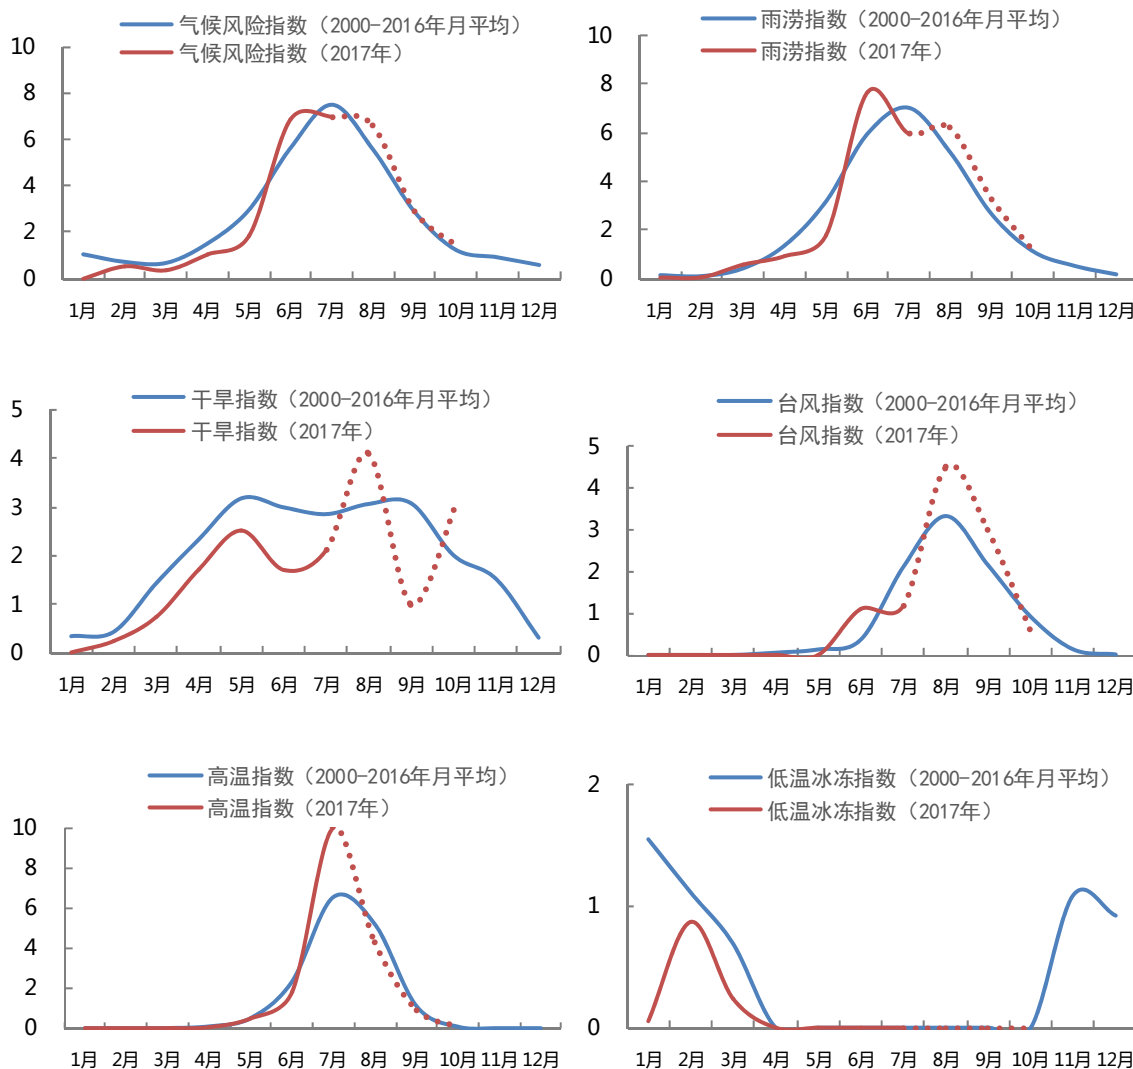 气候风险指数（2000-2016年月平均）
气候风险指数（2017年）
10
8
6
4
2
0
1月 2月 3月 4月 5月 6月 7月 8月 9月 10月 11月 12月
雨涝指数（2000-2016年月平均）
雨涝指数（2017年）
10
8
6
4
2
0
1月 2月 3月 4月 5月 6月 7月 8月 9月 10月 11月 12月
干旱指数（2000-2016年月平均）
干旱指数（2017年）
5
4
3
2
1
0
1月 2月 3月 4月 5月 6月 7月 8月 9月 10月 11月 12月
台风指数（2000-2016年月平均）
台风指数（2017年）
5
4
3
2
1
0
1月 2月 3月 4月 5月 6月 7月 8月 9月 10月 11月 12月
高温指数（2000-2016年月平均）
高温指数（2017年）
10
8
6
4
2
0
1月 2月 3月 4月 5月 6月 7月 8月 9月 10月 11月 12月
低温冰冻指数（2000-2016年月平均）
低温冰冻指数（2017年）
2
1
0
1月 2月 3月 4月 5月 6月 7月 8月 9月 10月 11月 12月